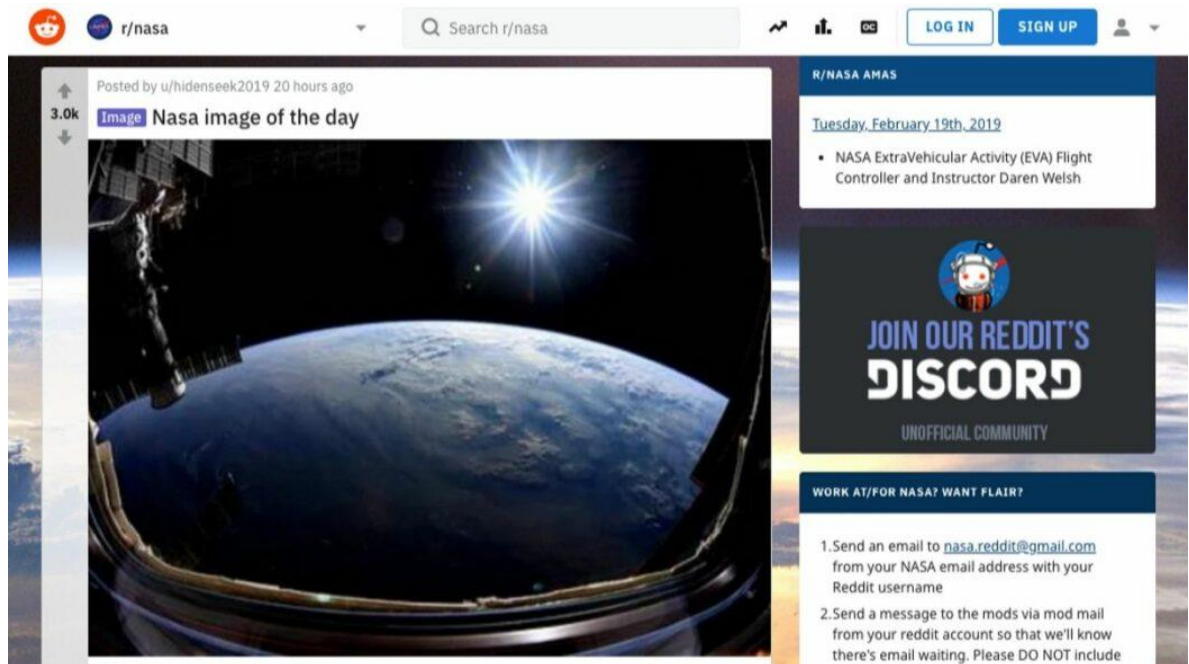 r/nasa
Search r/nasa
OC
LOG IN
SIGN UP
3.0k
Posted by u/hidenseek2019 20 hours ago
Image Nasa image of the day
R/NASA AMAS
Tuesday, February 19th, 2019
• NASA ExtraVehicular Activity (EVA) Flight
Controller and Instructor Daren Welsh
JOIN OUR REDDIT'S
DISCORD
UNOFFICIAL COMMUNITY
WORK AT/FOR NASA? WANT FLAIR?
1.Send an email to nasa.reddit@gmail.com
from your NASA email address with your
Reddit username
2.Send a message to the mods via mod mail
from your reddit account so that we'll know
there's email waiting. Please DO NOT include